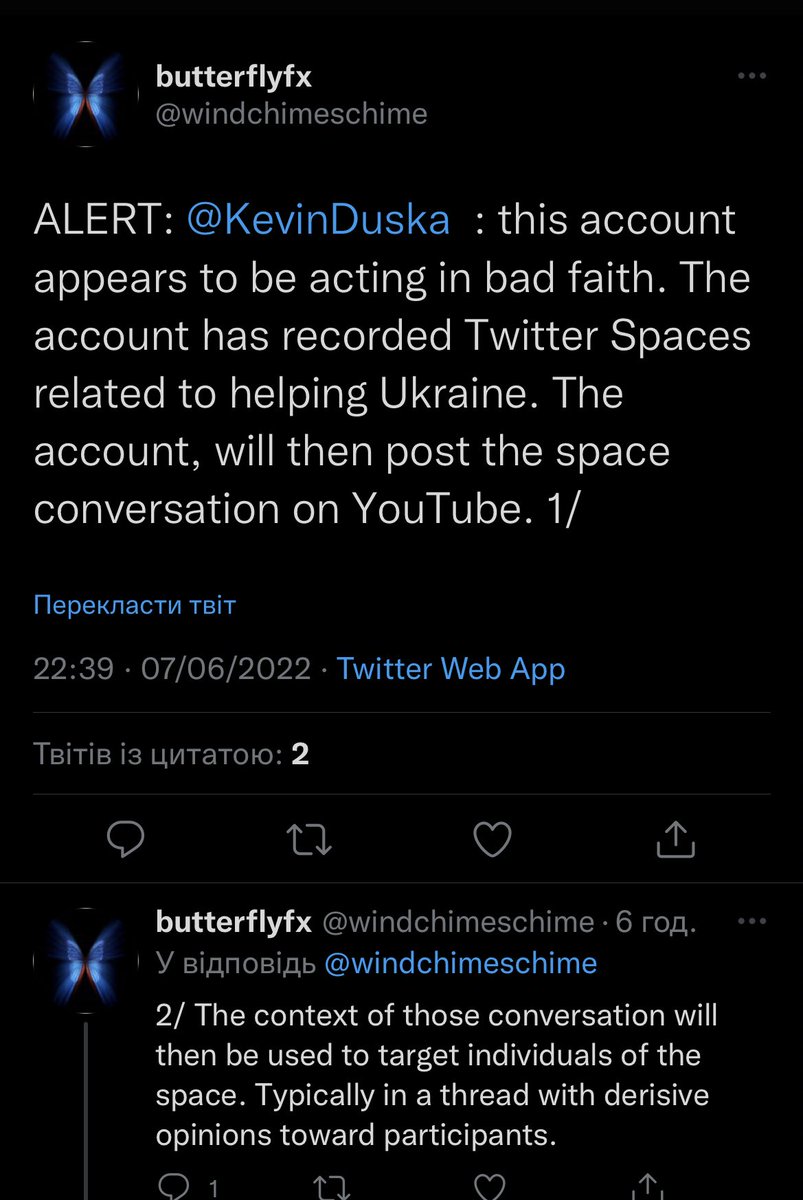 butterflyfx
@windchimeschime
ALERT: @KevinDuska : this account
appears to be acting in bad faith. The
account has recorded Twitter Spaces
related to helping Ukraine. The
account, will then post the space
conversation on YouTube. 1/
Перекласти твіт
22:39 · 07/06/2022 · Twitter Web App
Твітів із цитатою: 2
butterflyfx @windchimeschime · 6 год.
У відповідь @windchimeschime
2/ The context of those conversation will
then be used to target individuals of the
space. Typically in a thread with derisive
opinions toward participants.
1